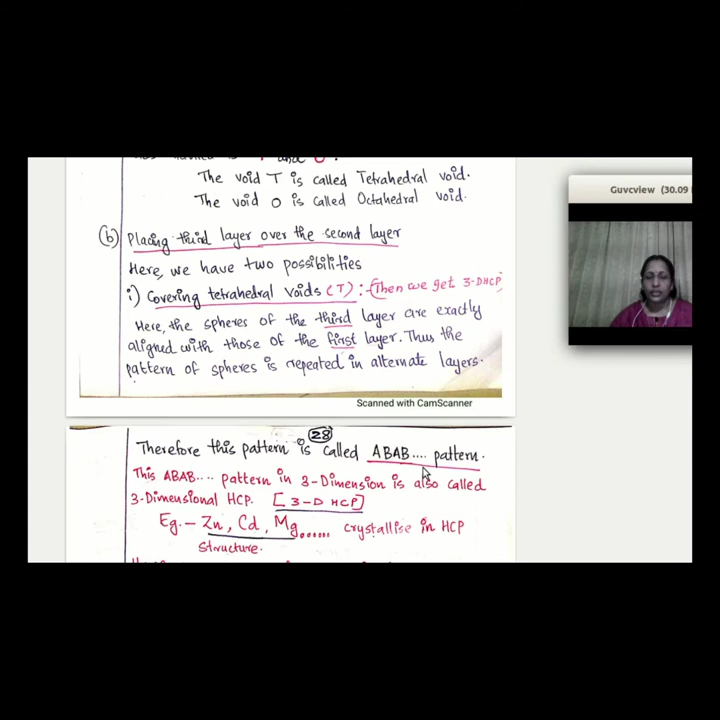 and
The void T is called Tetrahedral void.
The void O is called Octahedral void.
(b) Placing third layer over the second layer
Here, we have two possibilities
i) Covering tetrahedral voids (T) :- (Then we get 3-DHCP)
Here, the spheres of the third layer are exactly
aligned with those of the first layer. Thus the
pattern of spheres is repeated in alternate layers.
Scanned with CamScanner
28
Therefore this pattern is called ABAB.... pattern.
This ABAB.... pattern in 3-Dimension is also called
3-Dimensional HCP. [3-D HCP]
Eg.- Zn, Cd, Mg...... crystallise in HCP
structure.
Guvcview (30.09